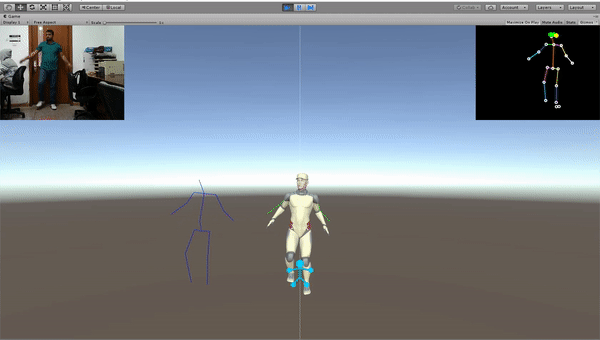 Center Local
Collab Account Layers Layout
Game
Display 1 Free Aspect Scale 1x Maximize On Play Mute Audio Stats Gizmos